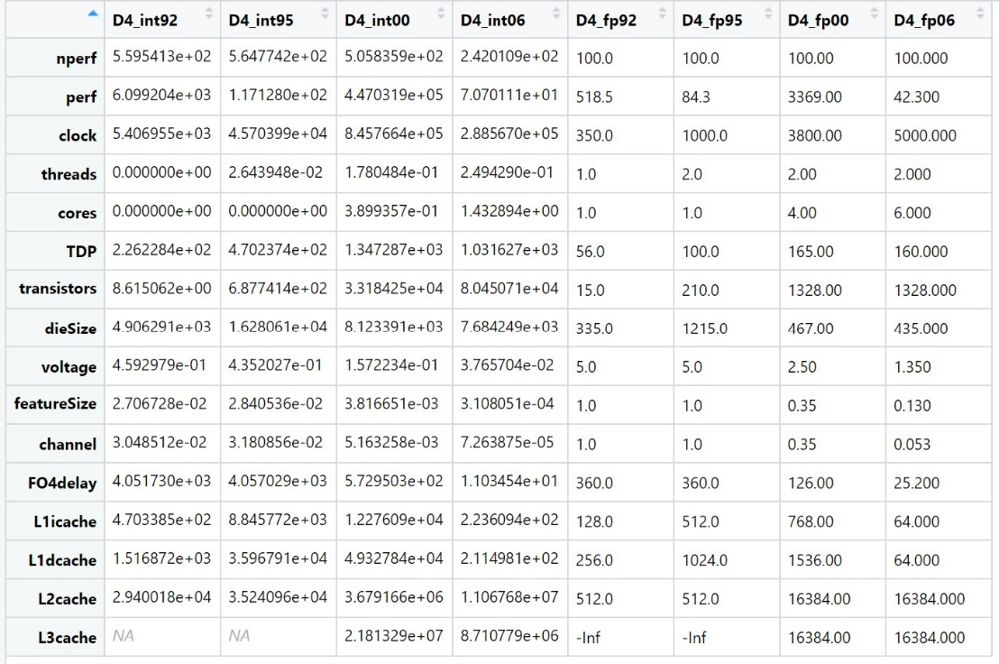 D4_int92 D4_int95 D4_int00 D4_int06 D4_fp92 D4_fp95 D4_fp00 D4_fp06
nperf 5.595413e+02 5.647742e+02 5.058359e+02 2.420109e+02 100.0 100.0 100.00 100.000
perf 6.099204e+03 1.171280e+02 4.470319e+05 7.070111e+01 518.5 84.3 3369.00 42.300
clock 5.406955e+03 4.570399e+04 8.457664e+05 2.885670e+05 350.0 1000.0 3800.00 5000.000
threads 0.000000e+00 2.643948e-02 1.780484e-01 2.494290e-01 1.0 2.0 2.00 2.000
cores 0.000000e+00 0.000000e+00 3.899357e-01 1.432894e+00 1.0 1.0 4.00 6.000
TDP 2.262284e+02 4.702374e+02 1.347287e+03 1.031627e+03 56.0 100.0 165.00 160.000
transistors 8.615062e+00 6.877414e+02 3.318425e+04 8.045071e+04 15.0 210.0 1328.00 1328.000
dieSize 4.906291e+03 1.628061e+04 8.123391e+03 7.684249e+03 335.0 1215.0 467.00 435.000
voltage 4.592979e-01 4.352027e-01 1.572234e-01 3.765704e-02 5.0 5.0 2.50 1.350
featureSize 2.706728e-02 2.840536e-02 3.816651e-03 3.108051e-04 1.0 1.0 0.35 0.130
channel 3.048512e-02 3.180856e-02 5.163258e-03 7.263875e-05 1.0 1.0 0.35 0.053
FO4delay 4.051730e+03 4.057029e+03 5.729503e+02 1.103454e+01 360.0 360.0 126.00 25.200
L1icache 4.703385e+02 8.845772e+03 1.227609e+04 2.236094e+02 128.0 512.0 768.00 64.000
L1dcache 1.516872e+03 3.596791e+04 4.932784e+04 2.114981e+02 256.0 1024.0 1536.00 64.000
L2cache 2.940018e+04 3.524096e+04 3.679166e+06 1.106768e+07 512.0 512.0 16384.00 16384.000
L3cache NA NA 2.181329e+07 8.710779e+06 -Inf -Inf 16384.00 16384.000